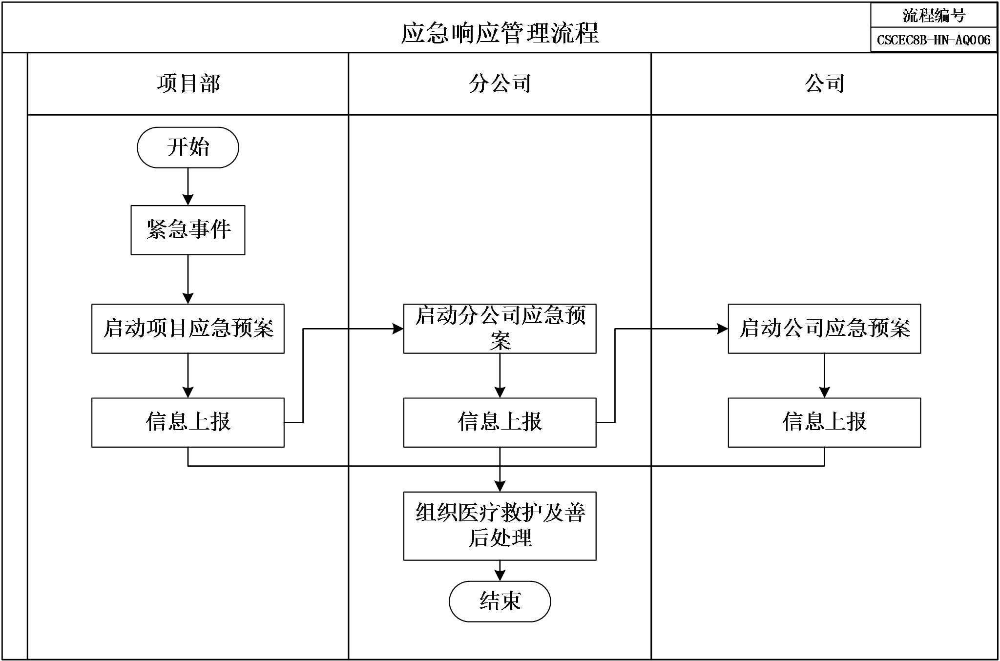 应急响应管理流程
流程编号
CSCEC8B-HN-AQ006
项目部
分公司
公司
开始
紧急事件
启动项目应急预案
启动分公司应急预
案
启动公司应急预案
信息上报
信息上报
信息上报
组织医疗救护及善
后处理
结束